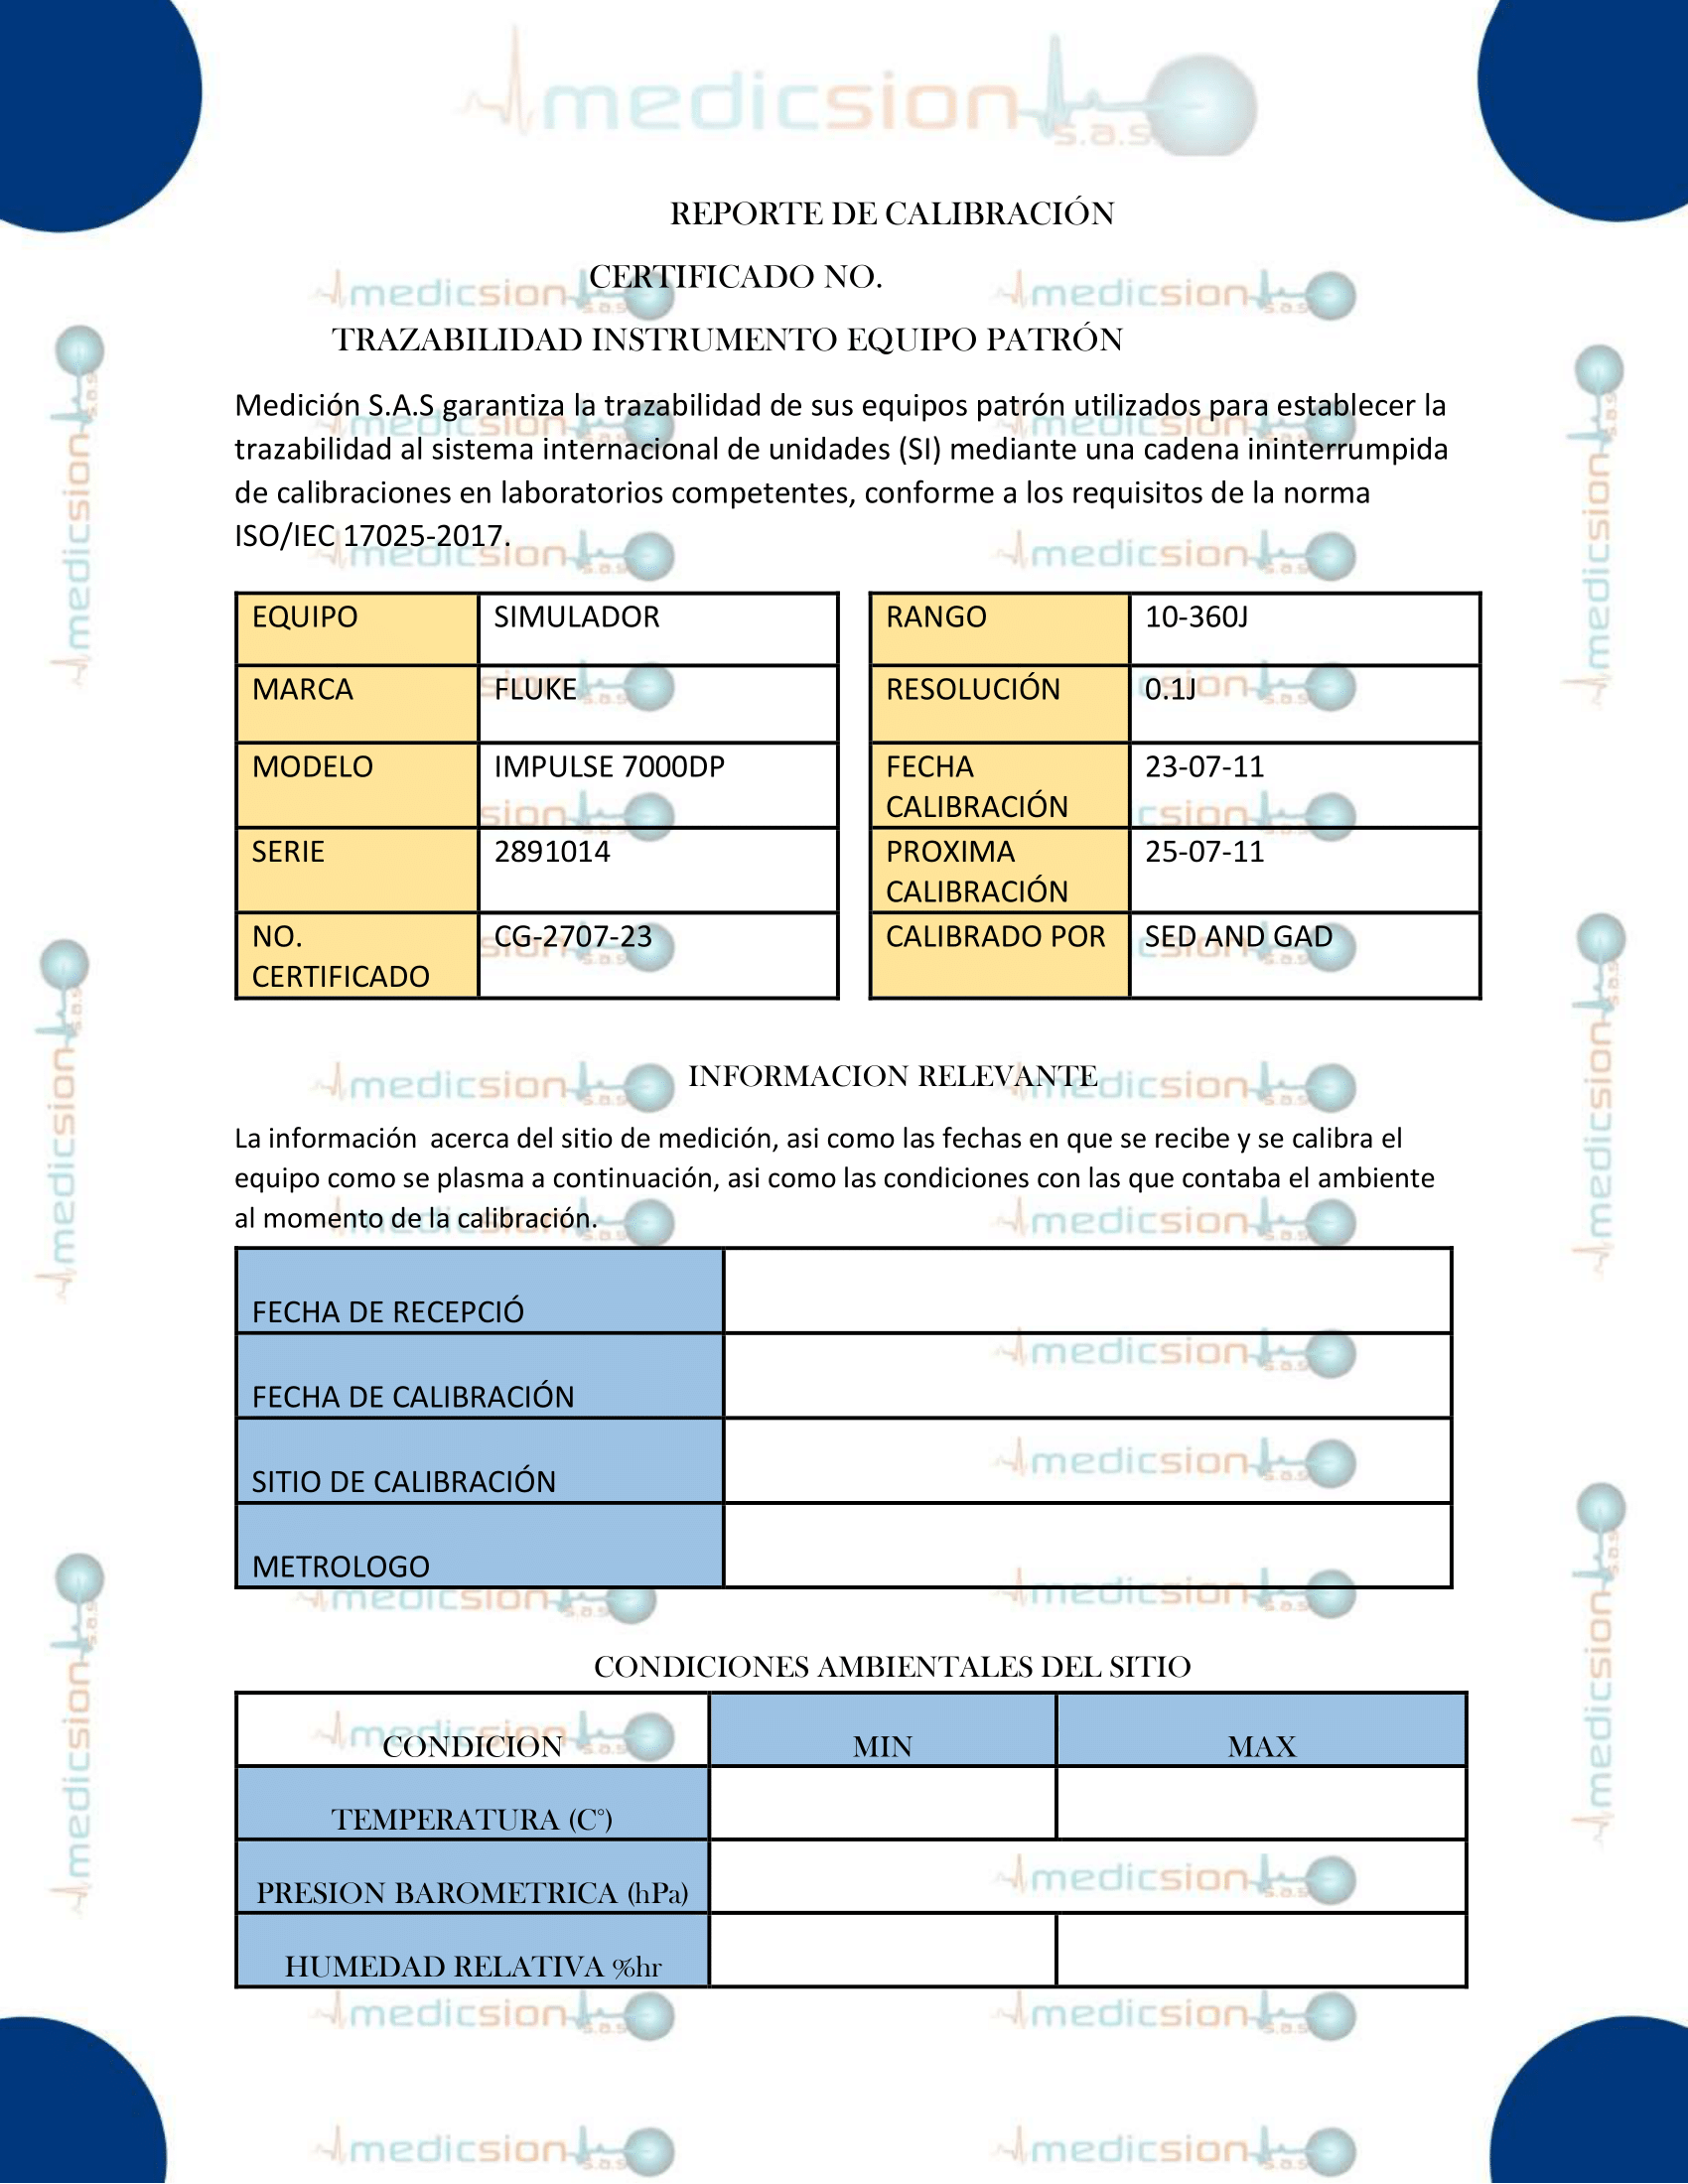 medicsion s.a.s
REPORTE DE CALIBRACIÓN
CERTIFICADO NO.
TRAZABILIDAD INSTRUMENTO EQUIPO PATRÓN
Medición S.A.S garantiza la trazabilidad de sus equipos patrón utilizados para establecer la
trazabilidad al sistema internacional de unidades (SI) mediante una cadena ininterrumpida
de calibraciones en laboratorios competentes, conforme a los requisitos de la norma
ISO/IEC 17025-2017.
EQUIPO SIMULADOR
MARCA FLUKE
MODELO IMPULSE 7000DP
SERIE 2891014
NO. CG-2707-23
CERTIFICADO
RANGO 10-360J
RESOLUCIÓN 0.1J
FECHA 23-07-11
CALIBRACIÓN
PROXIMA 25-07-11
CALIBRACIÓN
CALIBRADO POR SED AND GAD
INFORMACION RELEVANTE
La información  acerca del sitio de medición, asi como las fechas en que se recibe y se calibra el
equipo como se plasma a continuación, asi como las condiciones con las que contaba el ambiente
al momento de la calibración.
FECHA DE RECEPCIÓ
FECHA DE CALIBRACIÓN
SITIO DE CALIBRACIÓN
METROLOGO
CONDICIONES AMBIENTALES DEL SITIO
CONDICION MIN MAX
TEMPERATURA (C°)
PRESION BAROMETRICA (hPa)
HUMEDAD RELATIVA %hr